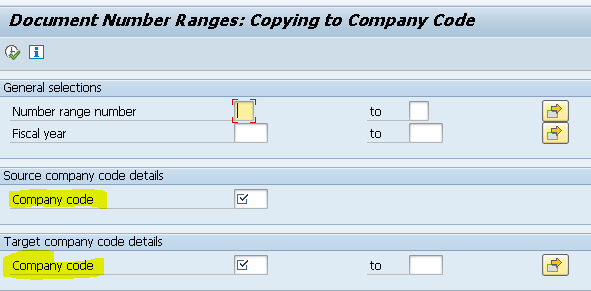 Document Number Ranges: Copying to Company Code
General selections
Number range number to
Fiscal year to
Source company code details
Company code
Target company code details
Company code to